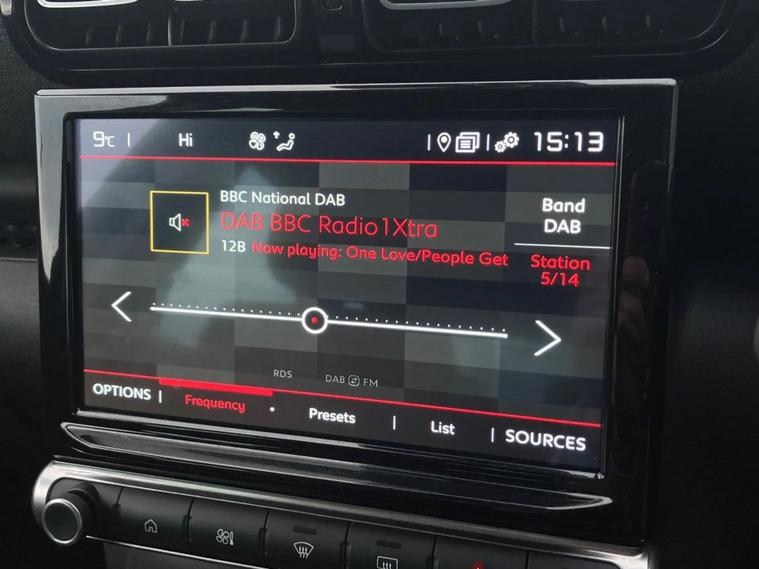 9°C Hi 15:13
BBC National DAB
DAB BBC Radio1Xtra
12B Now playing: One Love/People Get
Band
DAB
Station
5/14
RDS DAB FM
OPTIONS Frequency Presets List SOURCES